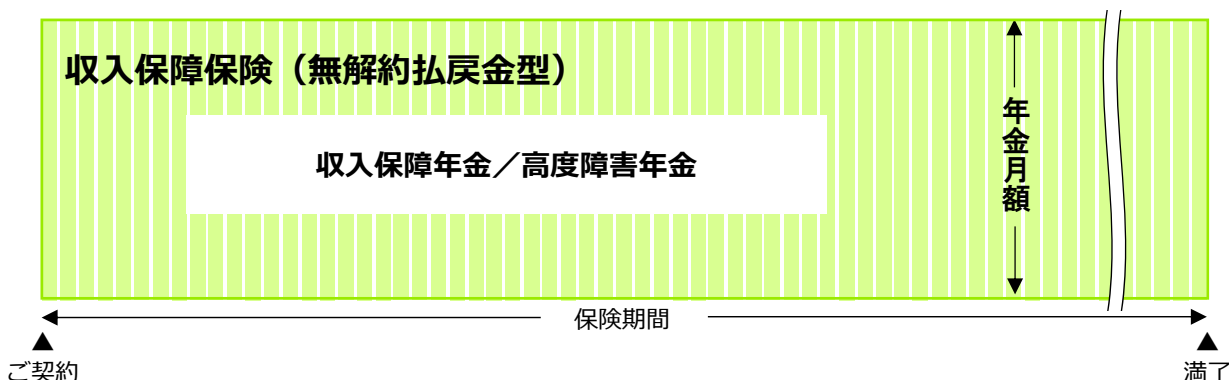 収入保障保険（無解約払戻金型）
収入保障年金／高度障害年金
年金月額
保険期間
ご契約
満了